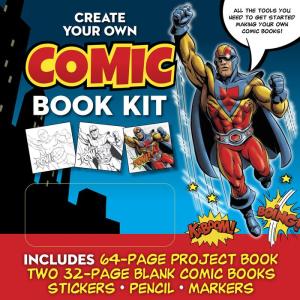 CREATE
YOUR OWN
COMIC
BOOK KIT
ALL THE TOOLS YOU
NEED TO GET STARTED
MAKING YOUR OWN
COMIC BOOKS!
KABOOM!
BOING!
INCLUDES 64-PAGE PROJECT BOOK
TWO 32-PAGE BLANK COMIC BOOKS
STICKERS • PENCIL • MARKERS